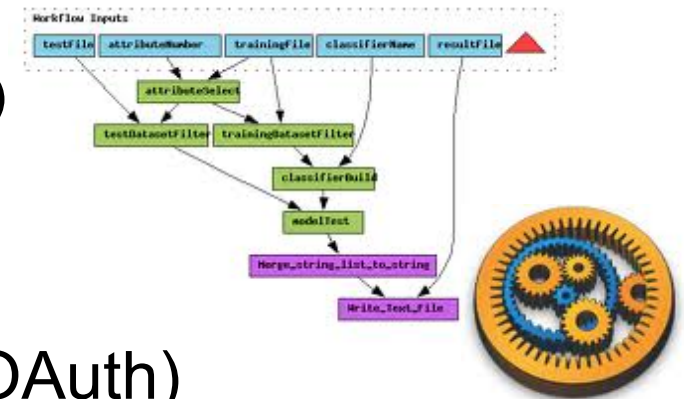 Workflow Inputs
testFile attributeNumber trainingFile classifierName resultFile
)
attributeSelect
testDatasetFilter trainingDatasetFilter
classifierBuild
modelTest
Merge_string_list_to_string
Write_Text_File
OAuth)